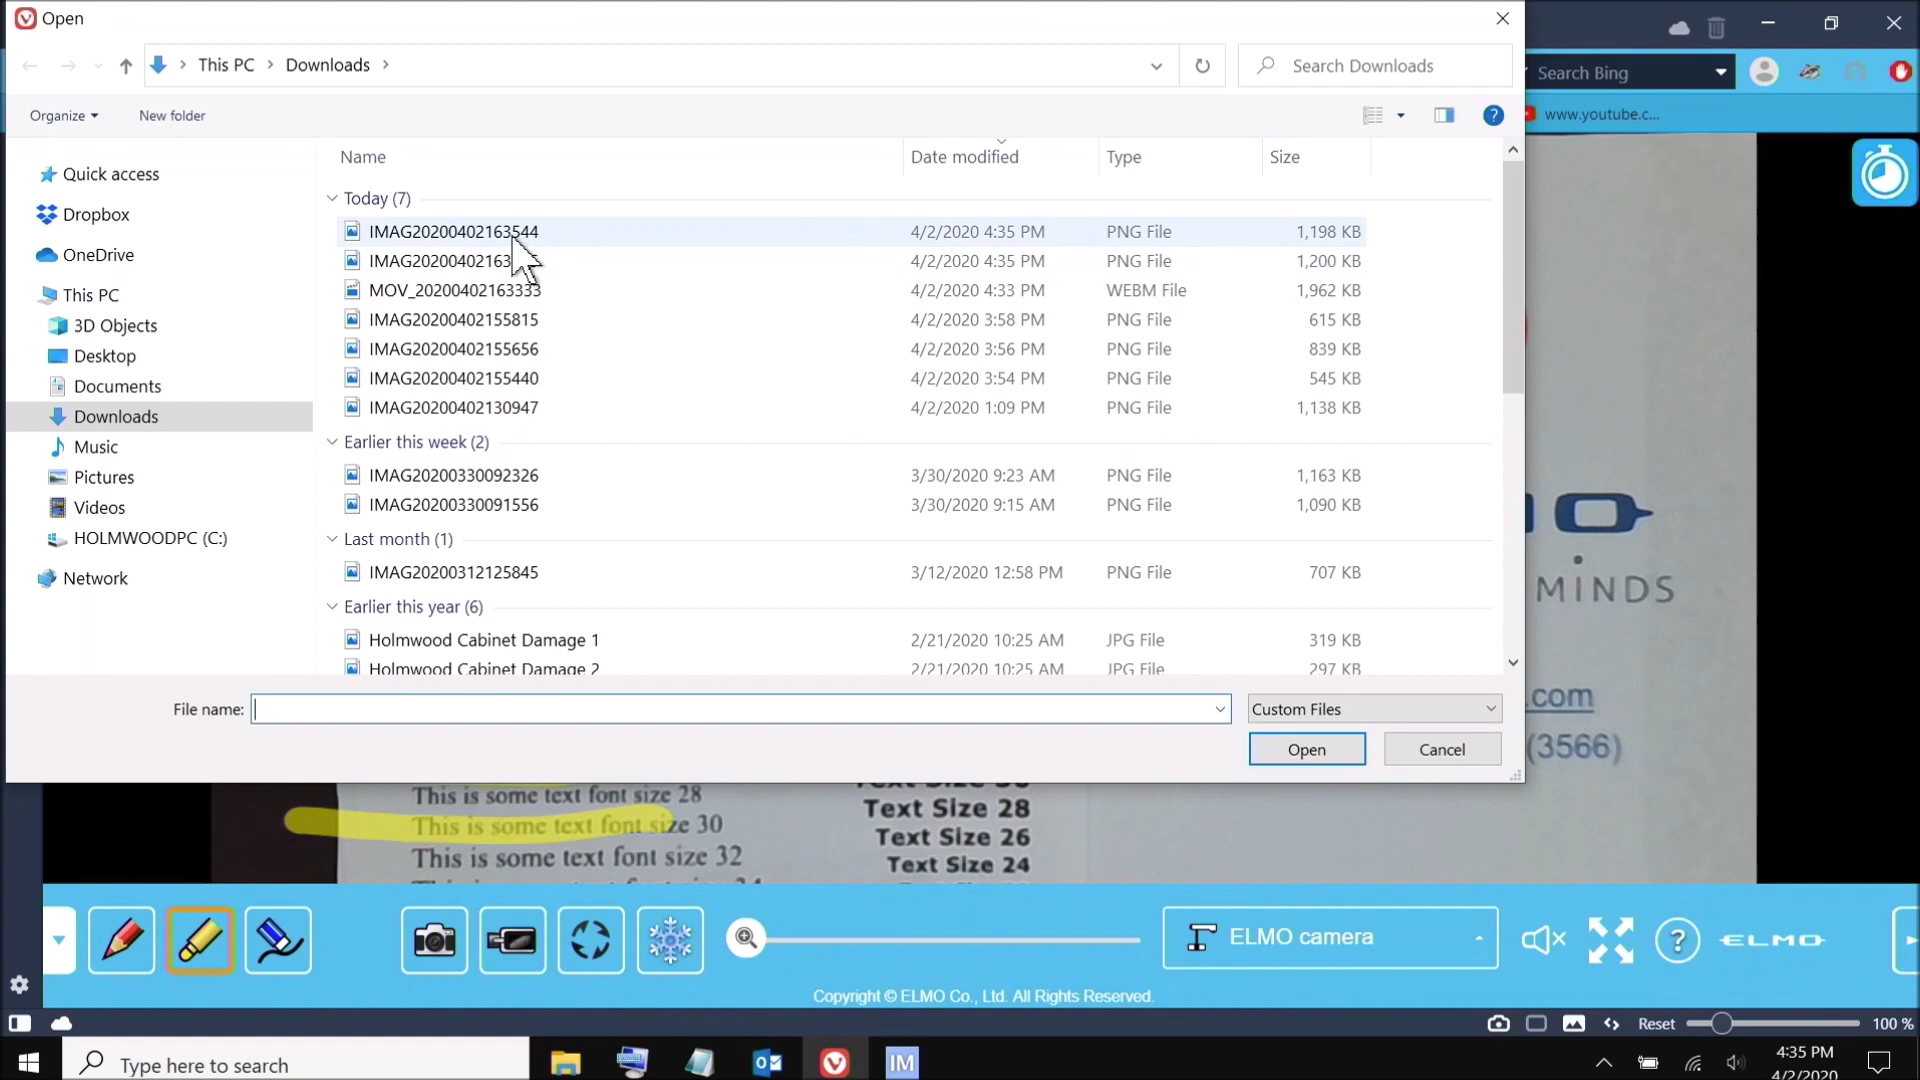 Open
This PC > Downloads >
Search Downloads
Search Bing
Organize
New folder
?
www.youtube.c...
Name Date modified Type Size
Quick access
Dropbox
OneDrive
This PC
3D Objects
Desktop
Documents
Downloads
Music
Pictures
Videos
HOLMWOODPC (C:)
Network
Today (7)
IMAG20200402163544 4/2/2020 4:35 PM PNG File 1,198 KB
4/2/2020 4:35 PM PNG File 1,200 KB
MOV_20200402163333 4/2/2020 4:33 PM WEBM File 1,962 KB
IMAG20200402155815 4/2/2020 3:58 PM PNG File 615 KB
IMAG20200402155656 4/2/2020 3:56 PM PNG File 839 KB
IMAG20200402155440 4/2/2020 3:54 PM PNG File 545 KB
IMAG20200402130947 4/2/2020 1:09 PM PNG File 1,138 KB
Earlier this week (2)
IMAG20200330092326 3/30/2020 9:23 AM PNG File 1,163 KB
IMAG20200330091556 3/30/2020 9:15 AM PNG File 1,090 KB
Last month (1)
IMAG20200312125845 3/12/2020 12:58 PM PNG File 707 KB
Earlier this year (6)
Holmwood Cabinet Damage 1 2/21/2020 10:25 AM JPG File 319 KB
Holmwood Cabinet Damage 2 2/21/2020 10:25 AM JPG File 297 KB
File name:
Custom Files
Open
Cancel
MINDS
.com
(3566)
This is some text font size 28
This is some text font size 30
This is some text font size 32
Text Size 28
Text Size 26
Text Size 24
ELMO camera
?
ELMO
Copyright © ELMO Co., Ltd. All Rights Reserved.
Reset
100 %
Type here to search
IM
4:35 PM
4/2/2020